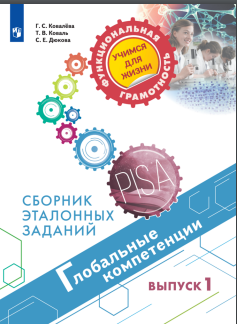 Г. С. Ковалёва
Т. В. Коваль
С. Е. Дюкова
ФУНКЦИОНАЛЬНАЯ
ГРАМОТНОСТЬ
УЧИМСЯ ДЛЯ
ЖИЗНИ
PISA
СБОРНИК
ЭТАЛОННЫХ
ЗАДАНИЙ
Глобальные
компетенции
ВЫПУСК 1